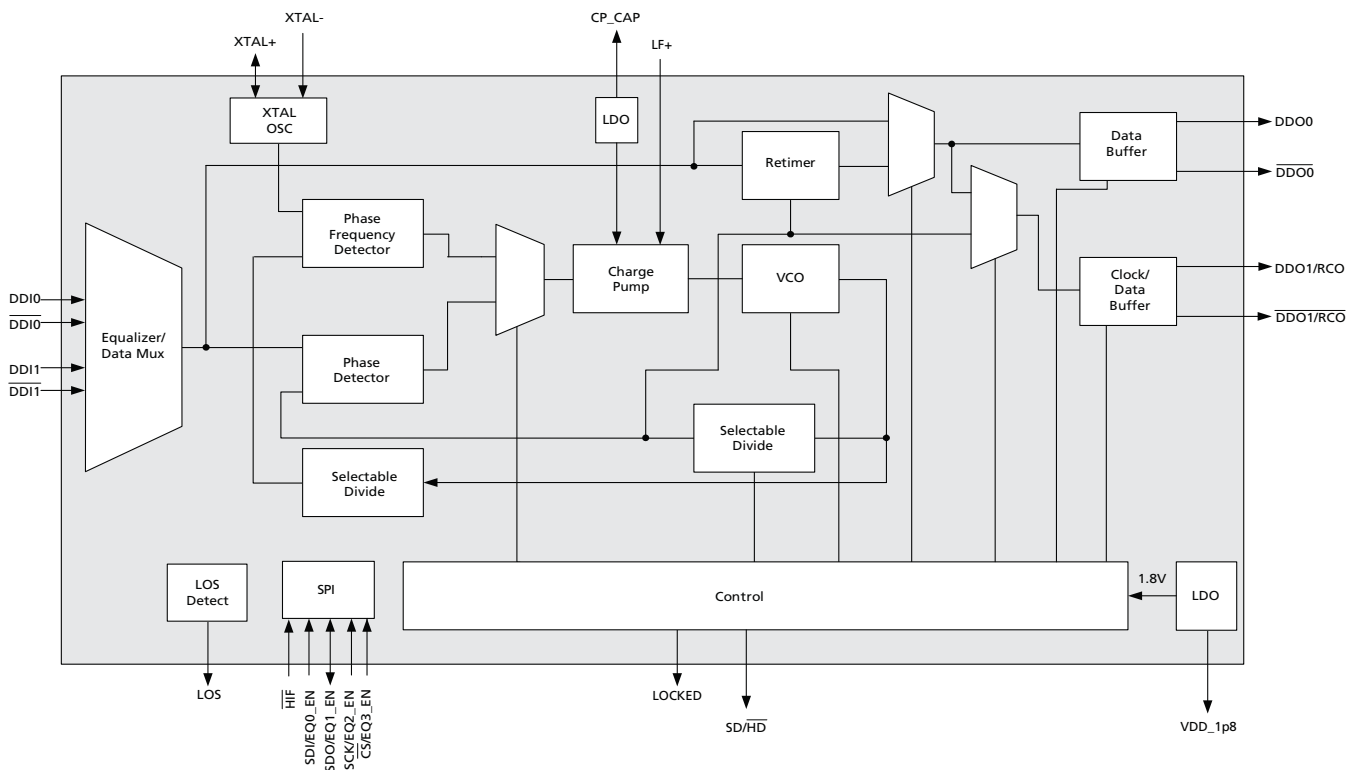 XTAL-
CP_CAP
XTAL+
LF+
XTAL
OSC
LDO
Retimer
Data
Buffer
DDO0
DDO0
Phase
Frequency
Detector
Charge
Pump
VCO
Clock/
Data
Buffer
DDO1/RCO
DDO1/RCO
DDI0
DDI0
DDI1
DDI1
Equalizer/
Data Mux
Phase
Detector
Selectable
Divide
Selectable
Divide
LOS
Detect
SPI
Control
1.8V
LDO
LOS
HIF
SDI/EQ0_EN
SDO/EQ1_EN
SCK/EQ2_EN
CS/EQ3_EN
LOCKED
SD/HD
VDD_1p8